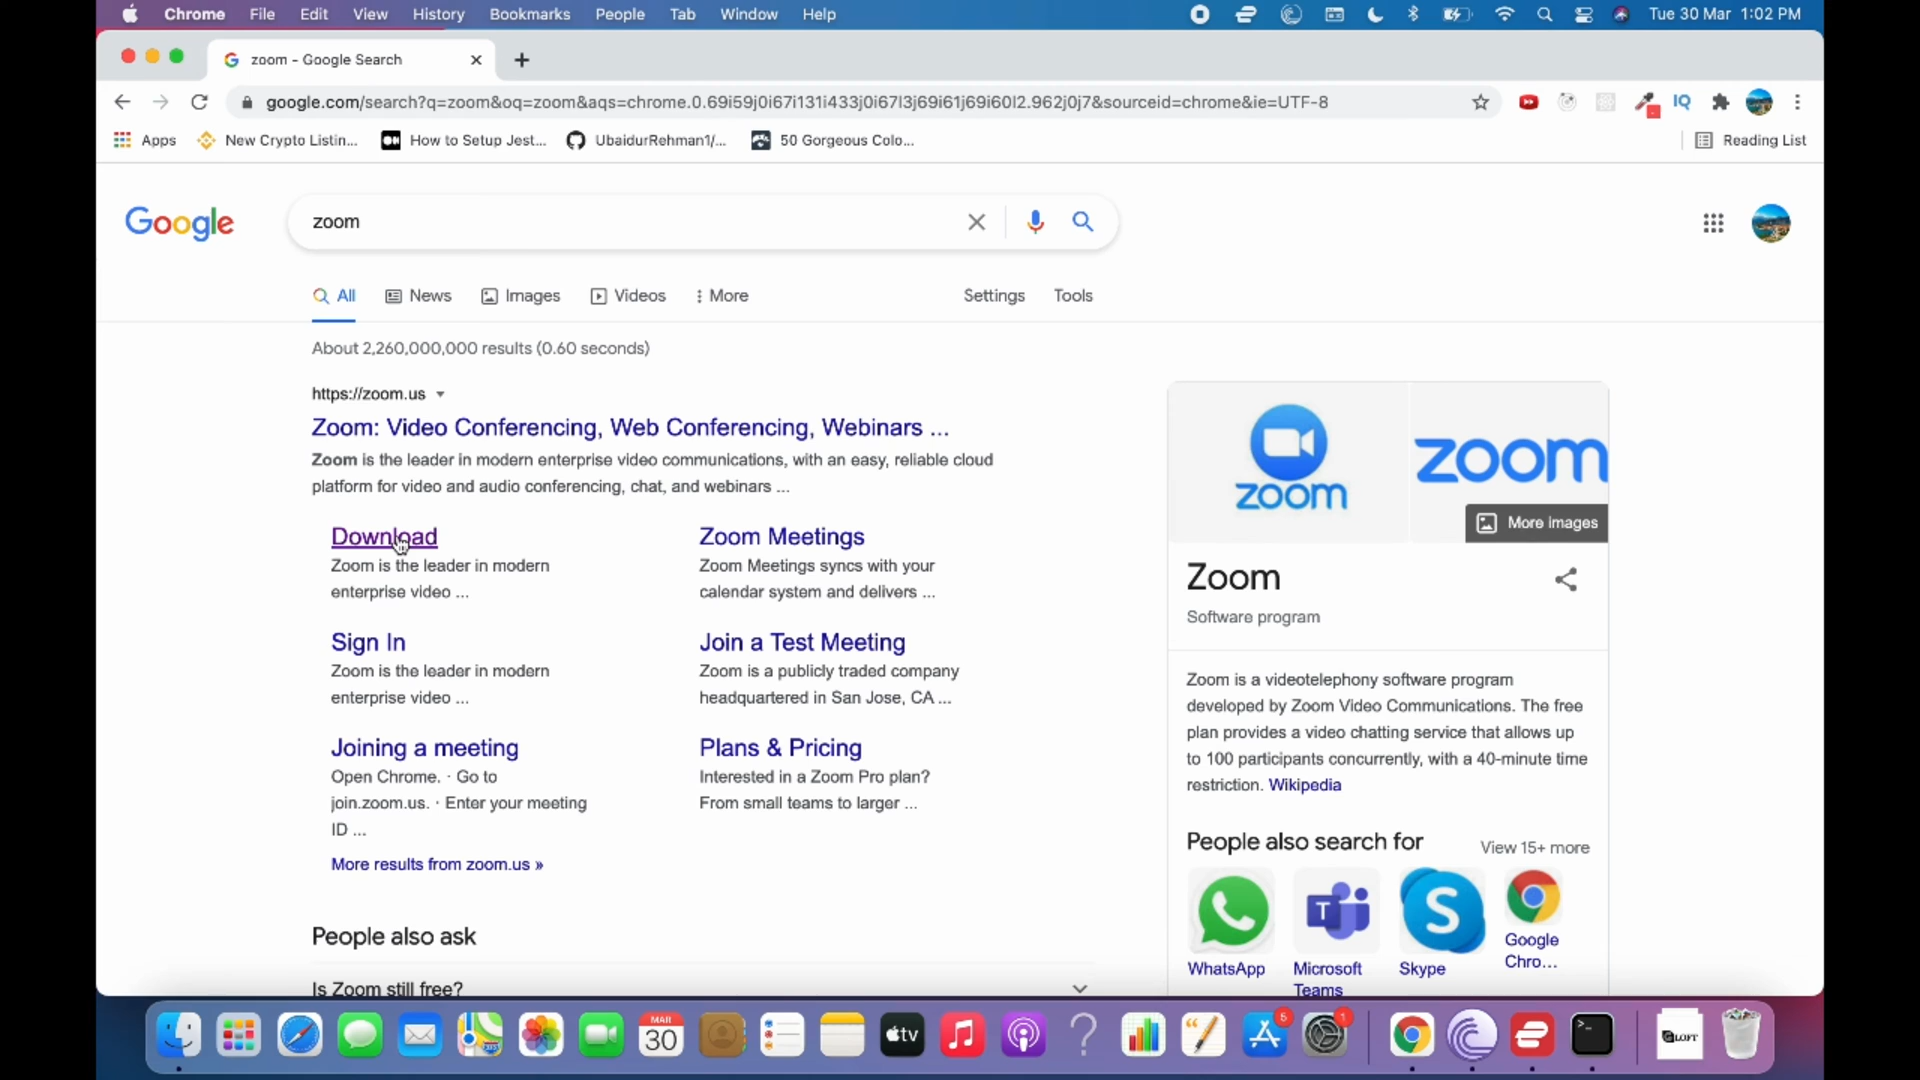 Chrome File Edit View History Bookmarks People Tab Window Help Tue 30 Mar 1:02 PM
zoom - Google Search
google.com/search?q=zoom&oq=zoom&aqs=chrome.0.69i59j0i67i131i433j0i67l3j69i61j69i60l2.962j0j7&sourceid=chrome&ie=UTF-8
IQ
Apps New Crypto Listin... How to Setup Jest... UbaidurRehman1/... 50 Gorgeous Colo... Reading List
Google
zoom
All News Images Videos More Settings Tools
About 2,260,000,000 results (0.60 seconds)
https://zoom.us
Zoom: Video Conferencing, Web Conferencing, Webinars ...
Zoom is the leader in modern enterprise video communications, with an easy, reliable cloud
platform for video and audio conferencing, chat, and webinars ...
Download
Zoom is the leader in modern
enterprise video ...
Zoom Meetings
Zoom Meetings syncs with your
calendar system and delivers ...
Sign In
Zoom is the leader in modern
enterprise video ...
Join a Test Meeting
Zoom is a publicly traded company
headquartered in San Jose, CA ...
Joining a meeting
Open Chrome. · Go to
join.zoom.us. · Enter your meeting
ID ...
Plans & Pricing
Interested in a Zoom Pro plan?
From small teams to larger ...
More results from zoom.us »
People also ask
Is Zoom still free?
zoom
zoom
More images
Zoom
Software program
Zoom is a videotelephony software program
developed by Zoom Video Communications. The free
plan provides a video chatting service that allows up
to 100 participants concurrently, with a 40-minute time
restriction. Wikipedia
People also search for
View 15+ more
WhatsApp
Microsoft
Teams
Skype
Google
Chro...
MAR
30
tv
5
1
LOFT